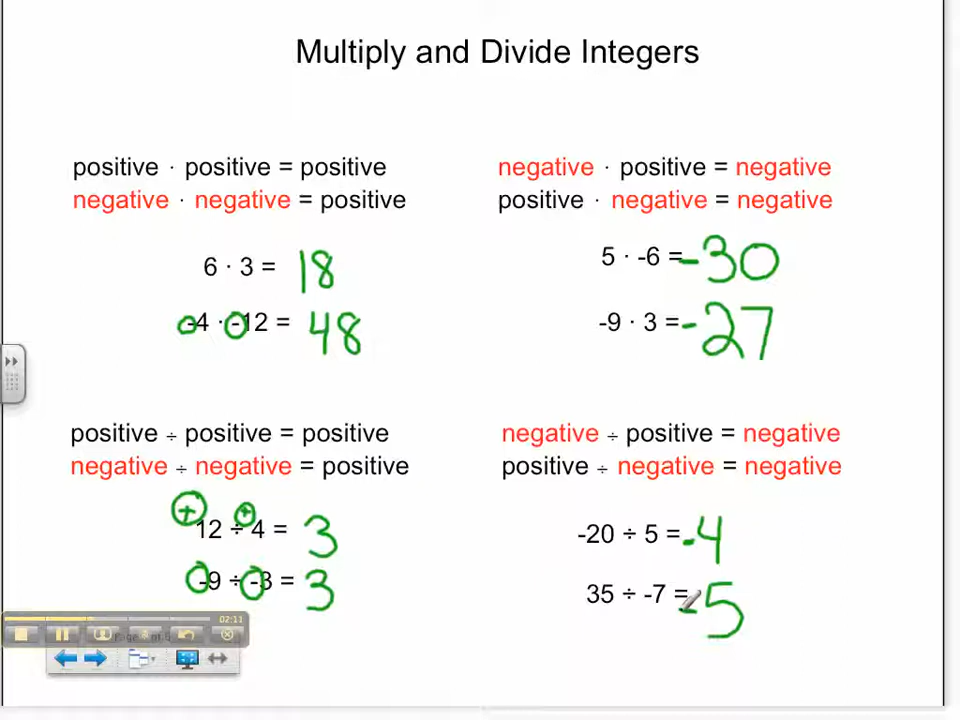 Multiply and Divide Integers
positive · positive = positive
negative · negative = positive
6 · 3 = 18
-4 · -12 = 48
negative · positive = negative
positive · negative = negative
5 · -6 = -30
-9 · 3 = -27
positive ÷ positive = positive
negative ÷ negative = positive
+ +
12 ÷ 4 = 3
-9 ÷ -3 = 3
negative ÷ positive = negative
positive ÷ negative = negative
-20 ÷ 5 = -4
35 ÷ -7 = -5
02:11